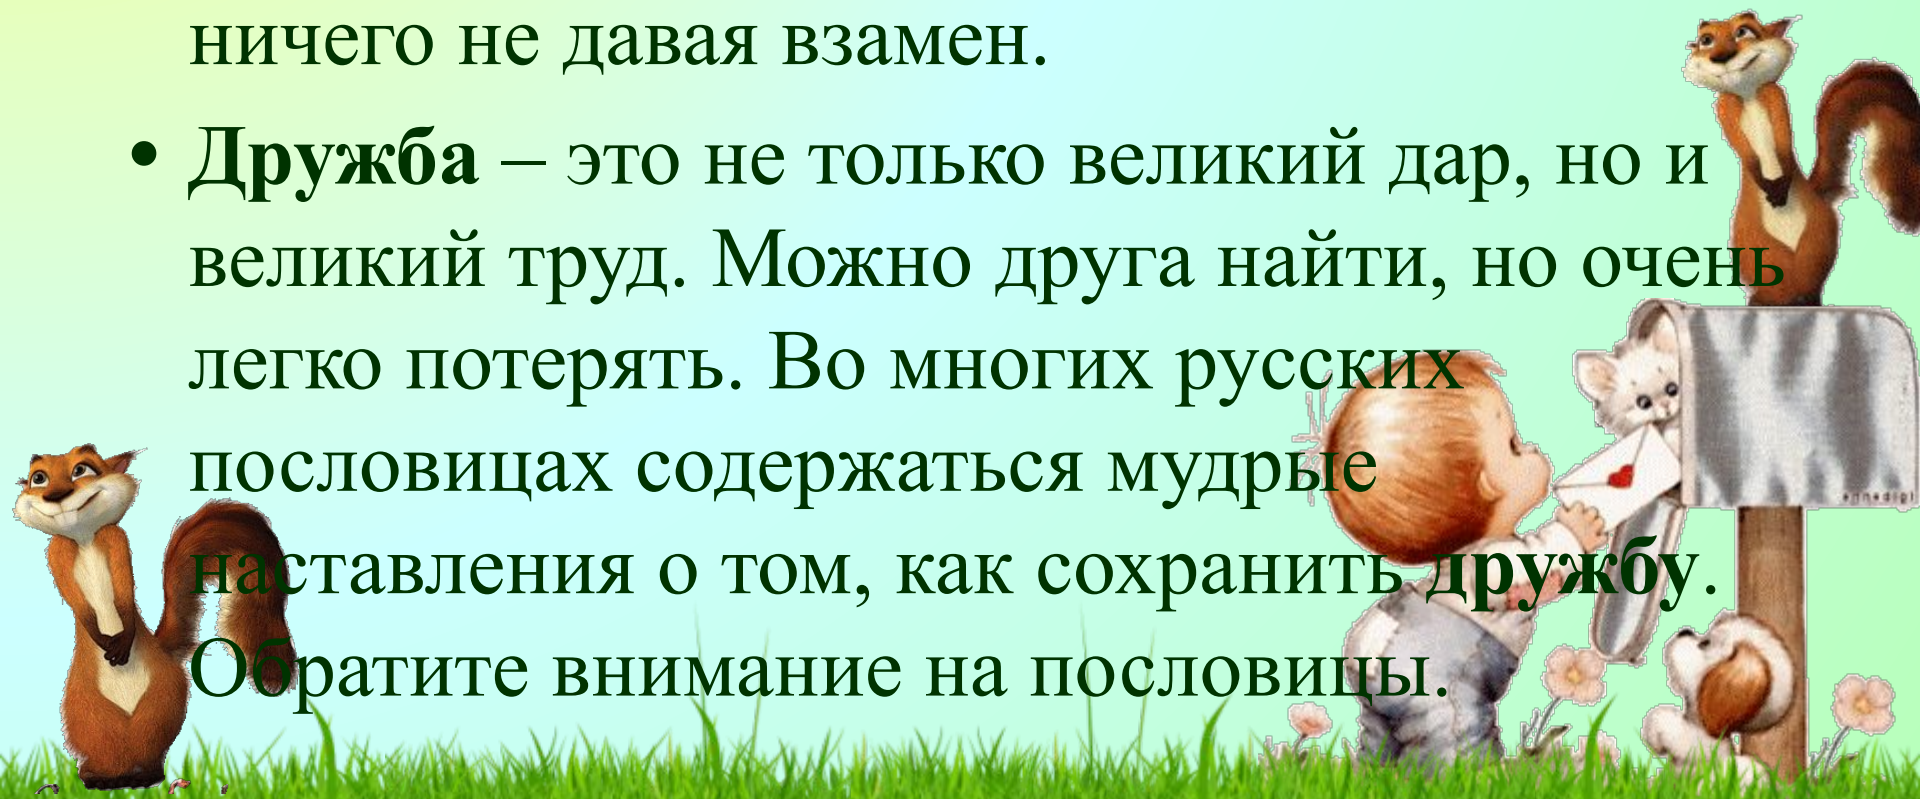 ничего не давая взамен.
• Дружба – это не только великий дар, но и
великий труд. Можно друга найти, но очень
легко потерять. Во многих русских
пословицах содержаться мудрые
наставления о том, как сохранить дружбу.
Обратите внимание на пословицы.